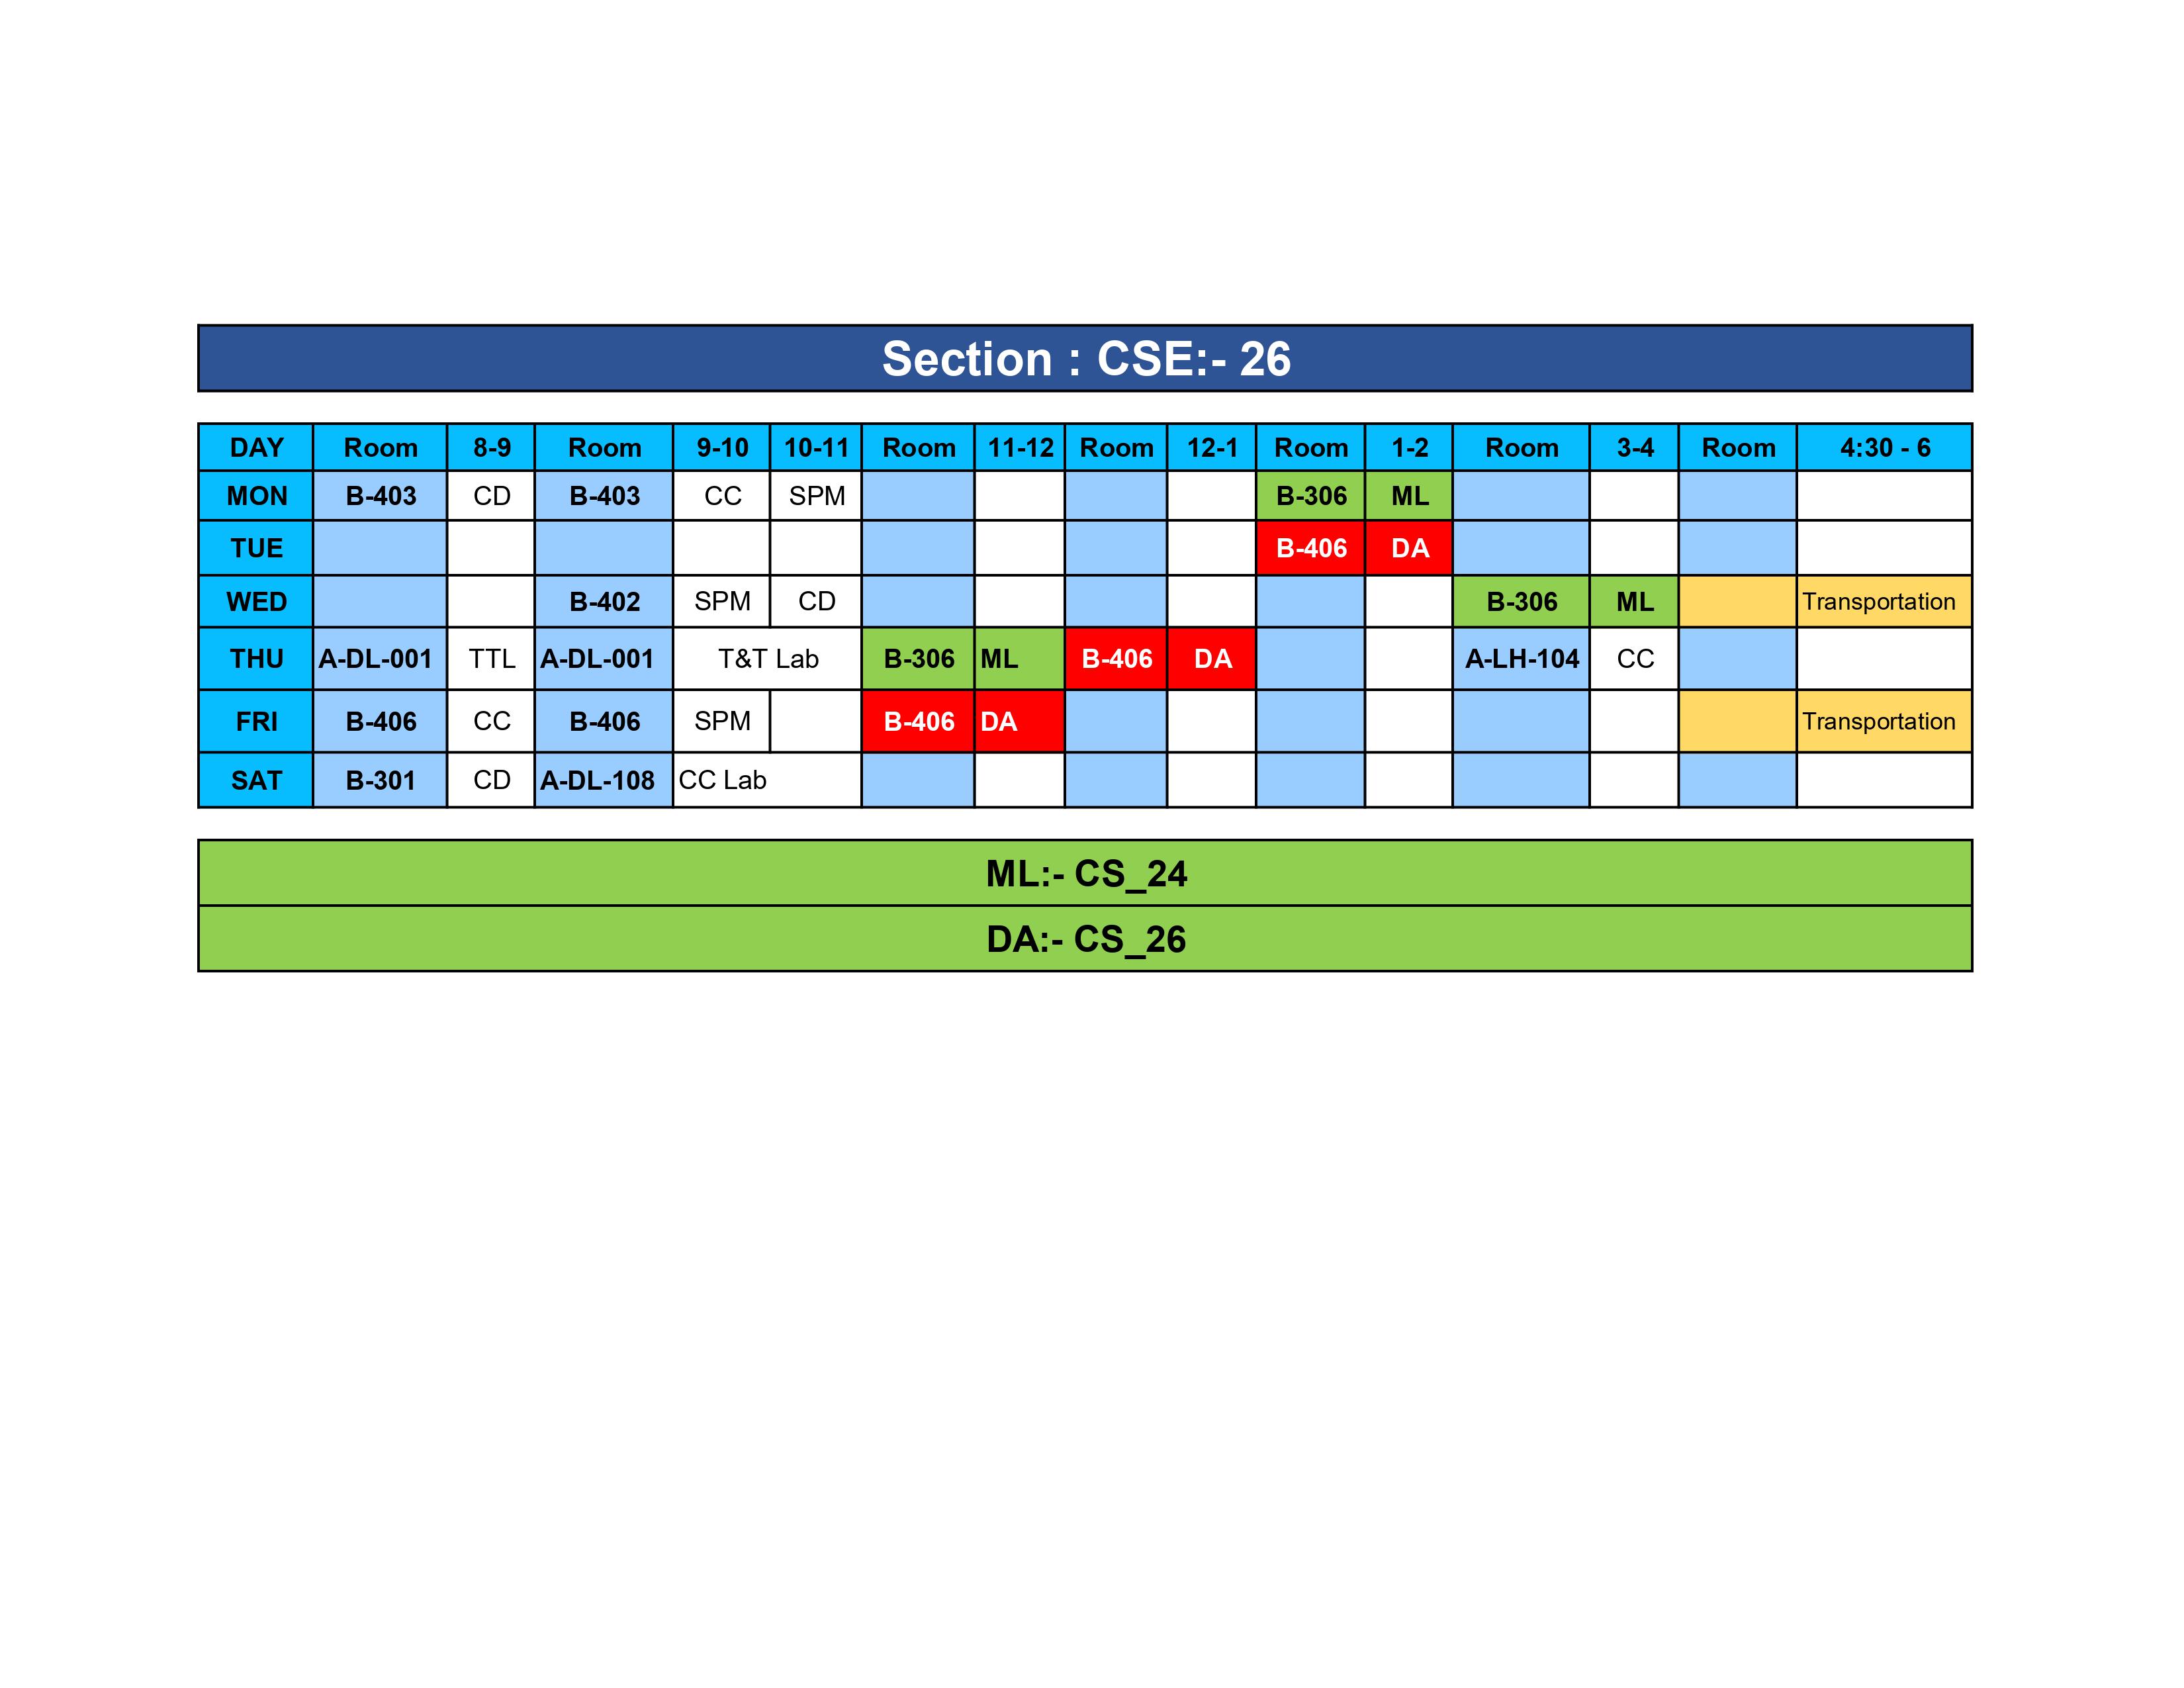 Section : CSE:- 26
DAY Room 8-9 Room 9-10 10-11 Room 11-12 Room 12-1 Room 1-2 Room 3-4 Room 4:30 - 6
MON B-403 CD B-403 CC SPM B-306 ML
TUE B-406 DA
WED B-402 SPM CD B-306 ML Transportation
THU A-DL-001 TTL A-DL-001 T&T Lab B-306 ML B-406 DA A-LH-104 CC
FRI B-406 CC B-406 SPM B-406 DA Transportation
SAT B-301 CD A-DL-108 CC Lab
ML:- CS_24
DA:- CS_26